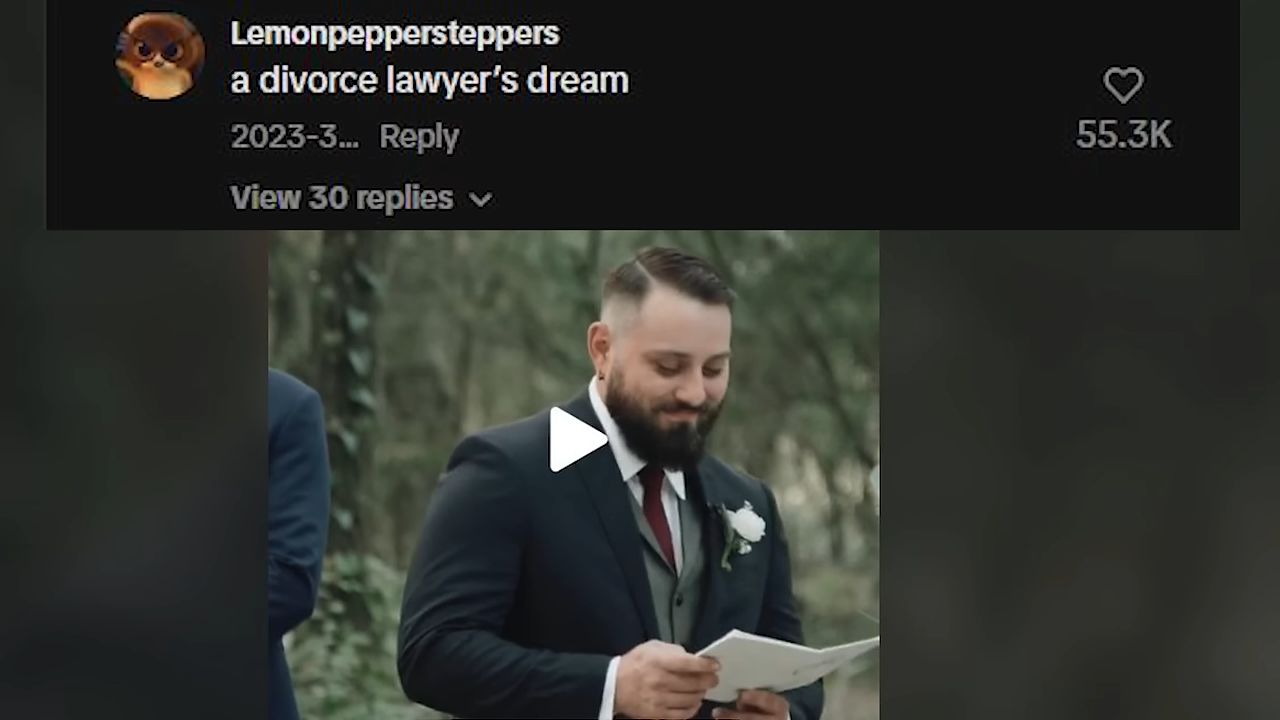 Lemonpeppersteppers
a divorce lawyer's dream
2023-3... Reply
55.3K
View 30 replies